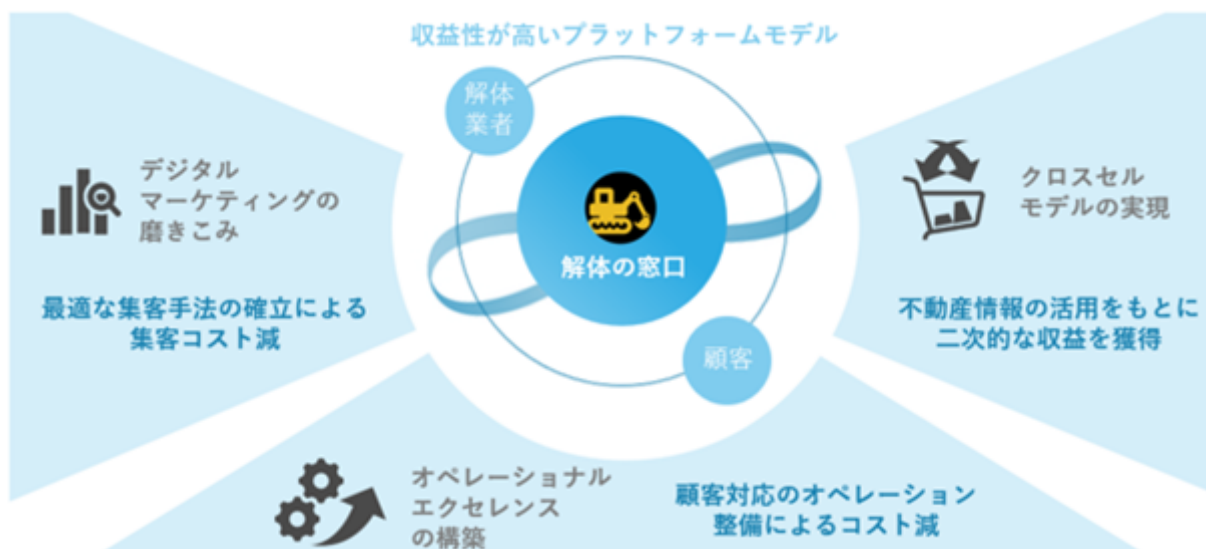 収益性が高いプラットフォームモデル
解体
業者
デジタル
マーケティングの
磨きこみ
最適な集客手法の確立による
集客コスト減
解体の窓口
顧客
クロスセル
モデルの実現
不動産情報の活用をもとに
二次的な収益を獲得
オペレーショナル
エクセレンス
の構築
顧客対応のオペレーション
整備によるコスト減